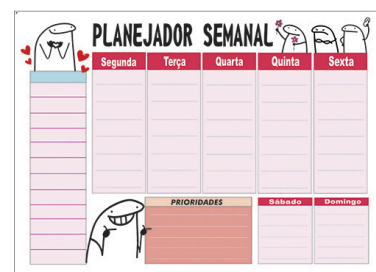 PLANEJADOR SEMANAL
Segunda Terça Quarta Quinta Sexta
PRIORIDADES
Sábado Domingo